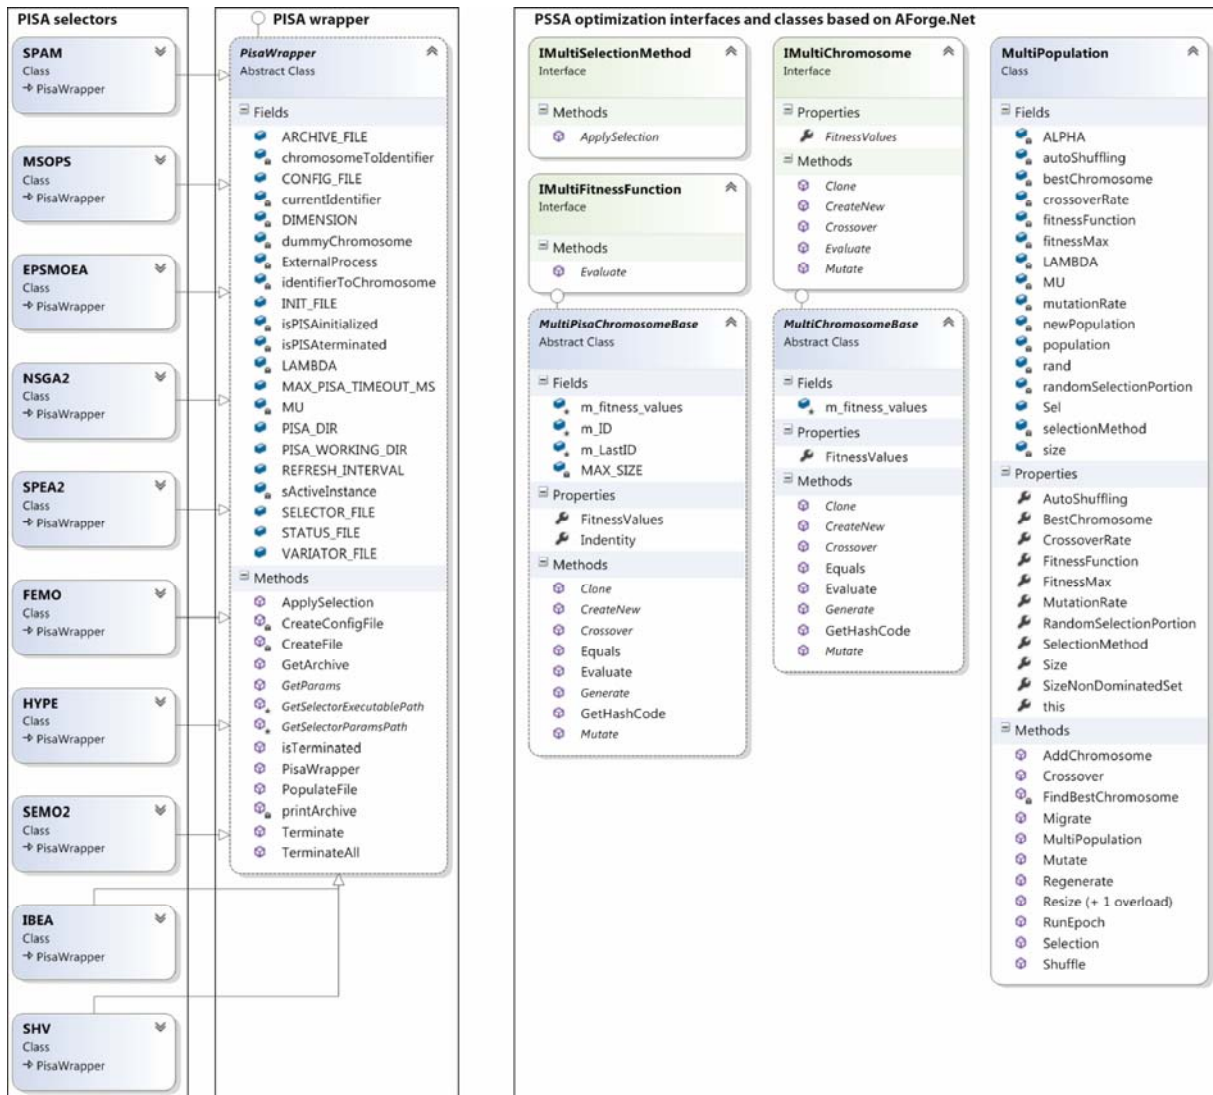 PISA selectors
SPAM
Class
PisaWrapper
MSOPS
Class
PisaWrapper
EPSMOEA
Class
PisaWrapper
NSGA2
Class
PisaWrapper
SPEA2
Class
PisaWrapper
FEMO
Class
PisaWrapper
HYPE
Class
PisaWrapper
SEMO2
Class
PisaWrapper
IBEA
Class
PisaWrapper
SHV
Class
PisaWrapper
PISA wrapper
PisaWrapper
Abstract Class
Fields
ARCHIVE_FILE
chromosomeToIdentifier
CONFIG_FILE
currentIdentifier
DIMENSION
dummyChromosome
ExternalProcess
identifierToChromosome
INIT_FILE
isPISAinitialized
isPISAterminated
LAMBDA
MAX_PISA_TIMEOUT_MS
MU
PISA_DIR
PISA_WORKING_DIR
REFRESH_INTERVAL
sActiveInstance
SELECTOR_FILE
STATUS_FILE
VARIATOR_FILE
Methods
ApplySelection
CreateConfigFile
CreateFile
GetArchive
GetParams
GetSelectorExecutablePath
GetSelectorParamsPath
isTerminated
PisaWrapper
PopulateFile
printArchive
Terminate
TerminateAll
PSSA optimization interfaces and classes based on AForge.Net
IMultiSelectionMethod
Interface
Methods
ApplySelection
IMultiFitnessFunction
Interface
Methods
Evaluate
MultiPisaChromosomeBase
Abstract Class
Fields
m_fitness_values
m_ID
m_LastID
MAX_SIZE
Properties
FitnessValues
Indentity
Methods
Clone
CreateNew
Crossover
Equals
Evaluate
Generate
GetHashCode
Mutate
IMultiChromosome
Interface
Properties
FitnessValues
Methods
Clone
CreateNew
Crossover
Evaluate
Mutate
MultiChromosomeBase
Abstract Class
Fields
m_fitness_values
Properties
FitnessValues
Methods
Clone
CreateNew
Crossover
Equals
Evaluate
Generate
GetHashCode
Mutate
MultiPopulation
Class
Fields
ALPHA
autoShuffling
bestChromosome
crossoverRate
fitnessFunction
fitnessMax
LAMBDA
MU
mutationRate
newPopulation
population
rand
randomSelectionPortion
Sel
selectionMethod
size
Properties
AutoShuffling
BestChromosome
CrossoverRate
FitnessFunction
FitnessMax
MutationRate
RandomSelectionPortion
SelectionMethod
Size
SizeNonDominatedSet
this
Methods
AddChromosome
Crossover
FindBestChromosome
Migrate
MultiPopulation
Mutate
Regenerate
Resize (+ 1 overload)
RunEpoch
Selection
Shuffle